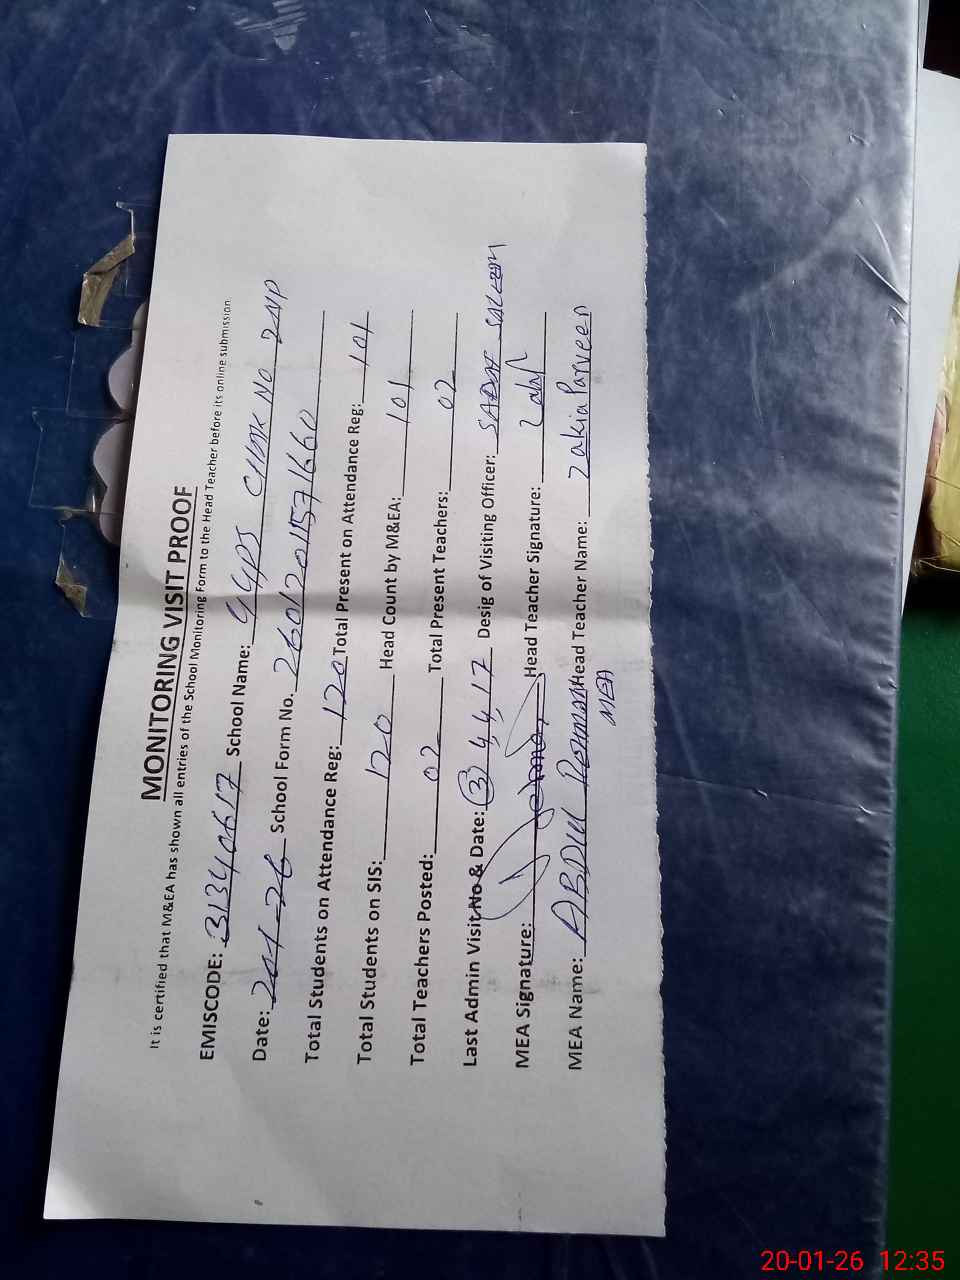 MONITORING VISIT PROOF
It is certified that M&EA has shown all entries of the School Monitoring Form to the Head Teacher before its online submission
EMISCODE: 31340617 School Name: GGPS CHAK No 2NP
Date: 20-1-26 School Form No. 26012011571660
Total Students on Attendance Reg: 120 Total Present on Attendance Reg: 101
Total Students on SIS: 120 Head Count by M&EA: 101
Total Teachers Posted: 02 Total Present Teachers: 02
Last Admin Visit No & Date: (3) 4, 4, 17 Desig of Visiting Officer: SADAF SALEEM
MEA Signature: Head Teacher Signature:
MEA Name: ABDUL REHMAN Head Teacher Name: Zakia Parveen
MEA
20-01-26 12:35